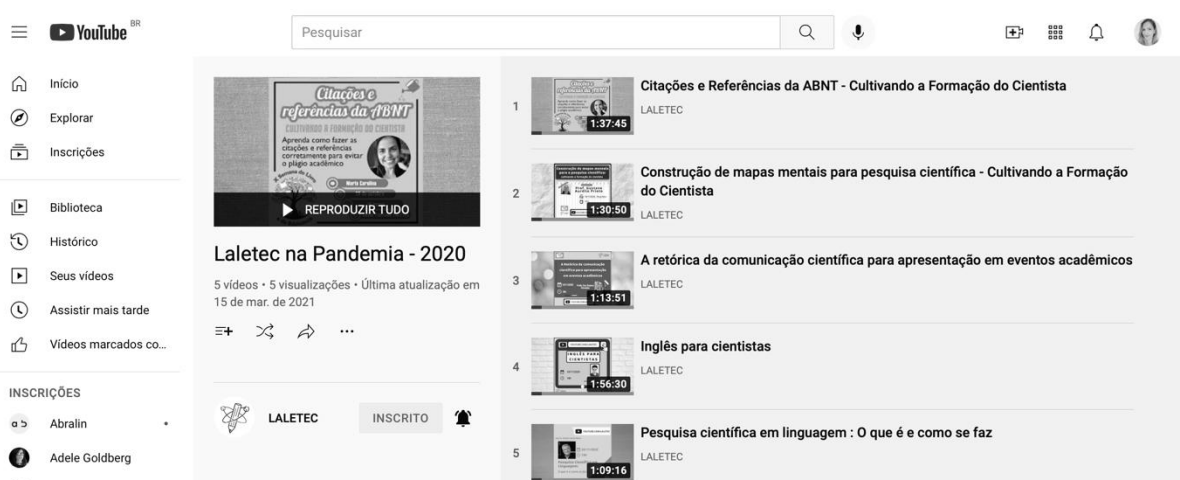 YouTube BR
Pesquisar
Início
Explorar
Inscrições
Biblioteca
Histórico
Seus vídeos
Assistir mais tarde
Vídeos marcados co...
INSCRIÇÕES
Abralin
Adele Goldberg
Citações e
referências da ABNT
CULTIVANDO A FORMAÇÃO DO CIENTISTA
Aprenda como fazer as
citações e referências
corretamente para evitar
o plágio acadêmico
REPRODUZIR TUDO
Laletec na Pandemia - 2020
5 vídeos • 5 visualizações • Última atualização em
15 de mar. de 2021
LALETEC
INSCRITO
1
1:37:45
Citações e Referências da ABNT - Cultivando a Formação do Cientista
LALETEC
2
1:30:50
Construção de mapas mentais para pesquisa científica - Cultivando a Formação
do Cientista
LALETEC
3
1:13:51
A retórica da comunicação científica para apresentação em eventos acadêmicos
LALETEC
4
INGLÊS PARA
CIENTISTAS
1:56:30
Inglês para cientistas
LALETEC
5
1:09:16
Pesquisa científica em linguagem : O que é e como se faz
LALETEC